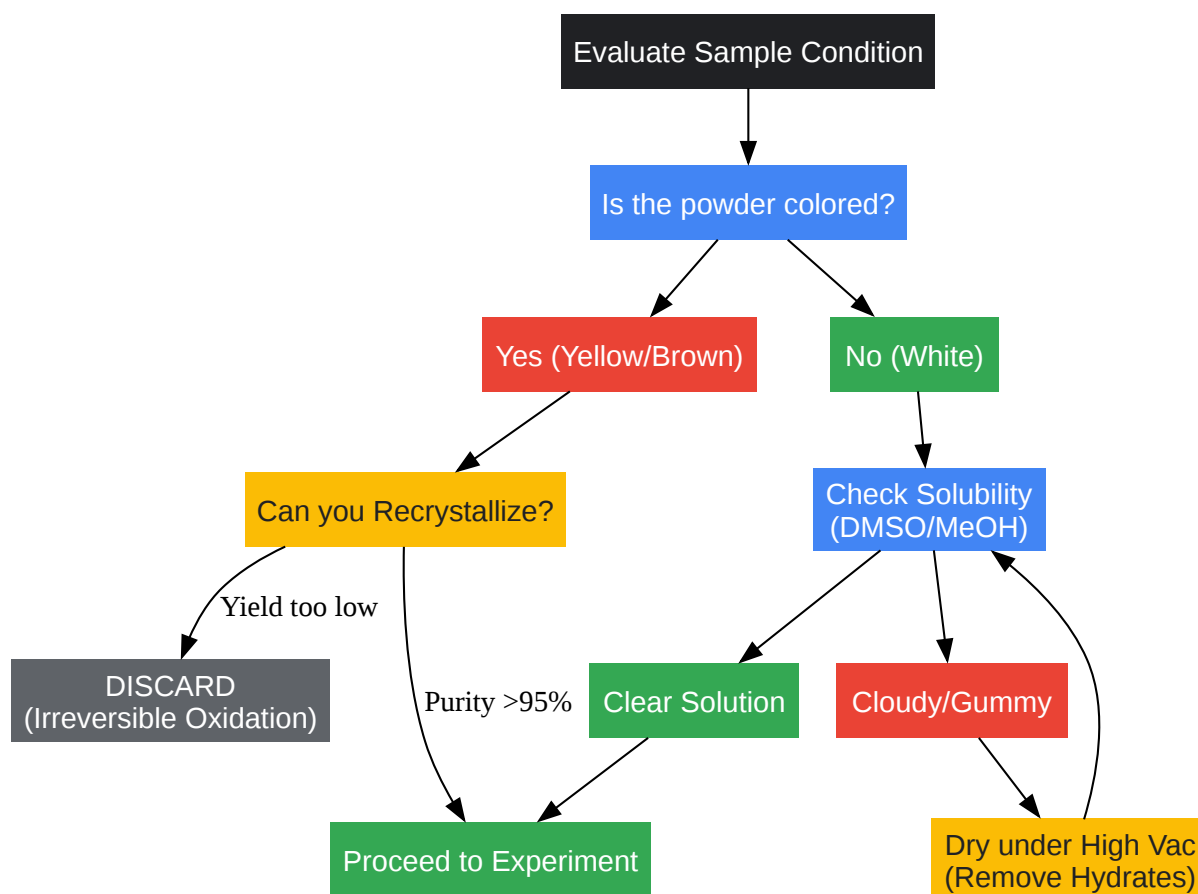 Evaluate Sample Condition
Is the powder colored?
Yes (Yellow/Brown)
No (White)
Can you Recrystallize?
Check Solubility
(DMSO/MeOH)
Yield too low
DISCARD
(Irreversible Oxidation)
Purity >95%
Clear Solution
Cloudy/Gummy
Proceed to Experiment
Dry under High Vac
(Remove Hydrates)